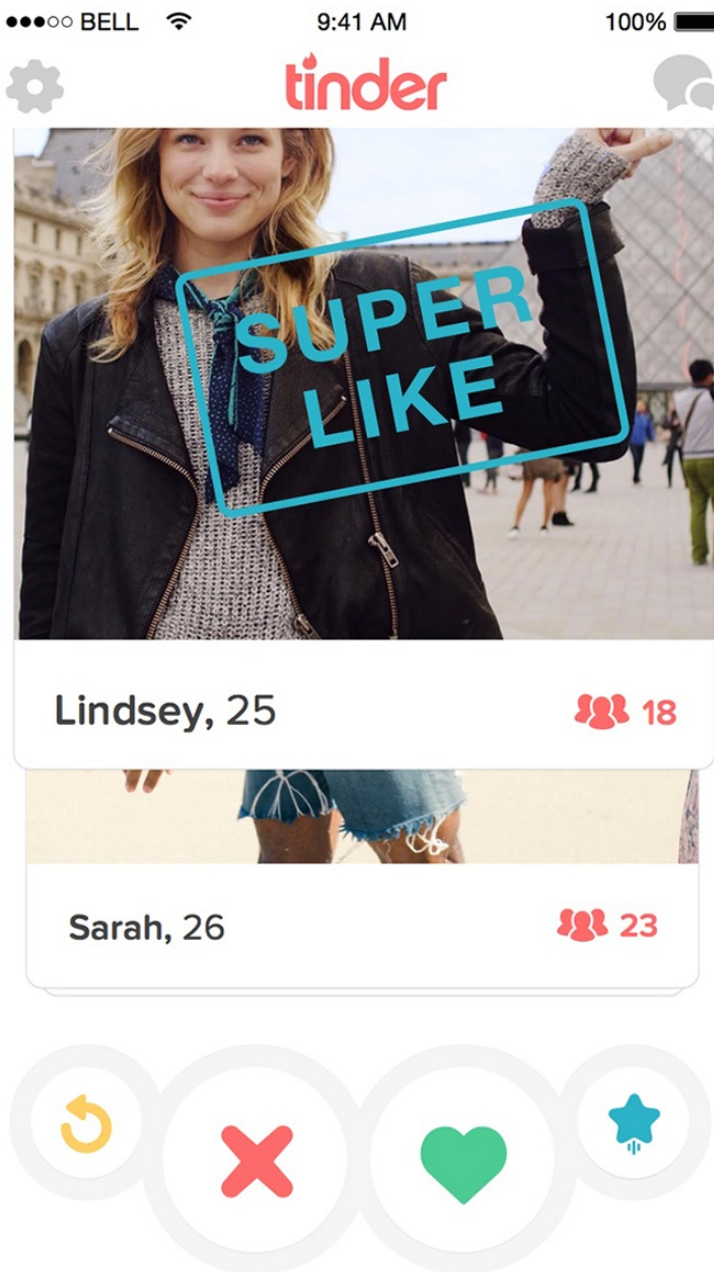 BELL 9:41 AM 100%
tinder
SUPER
LIKE
Lindsey, 25 18
Sarah, 26 23